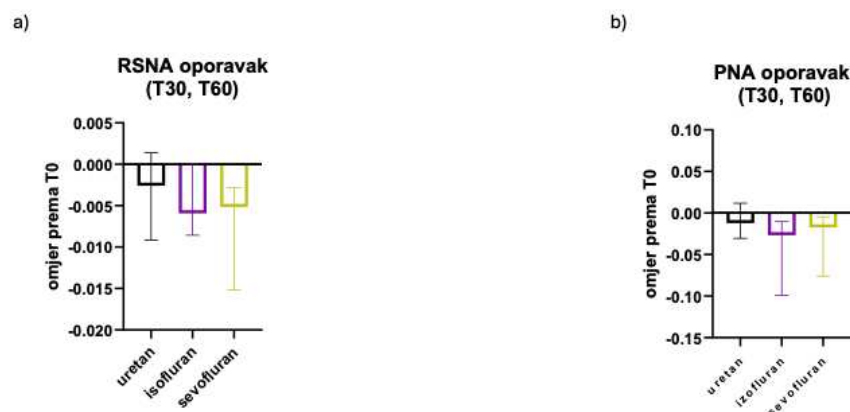 a)
RSNA oporavak
(T30, T60)
0.005
0.000
-0.005
-0.010
-0.015
-0.020
omjer prema T0
uretan
isofluran
sevofluran
b)
PNA oporavak
(T30, T60)
0.10
0.05
0.00
-0.05
-0.10
-0.15
omjer prema T0
uretan
izofluran
sevofluran